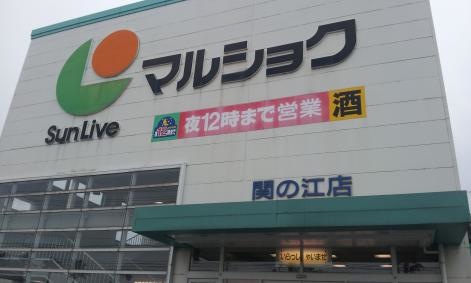 マルショク
SunLive
夜12時まで営業 酒
関の江店
いらっしゃいませ